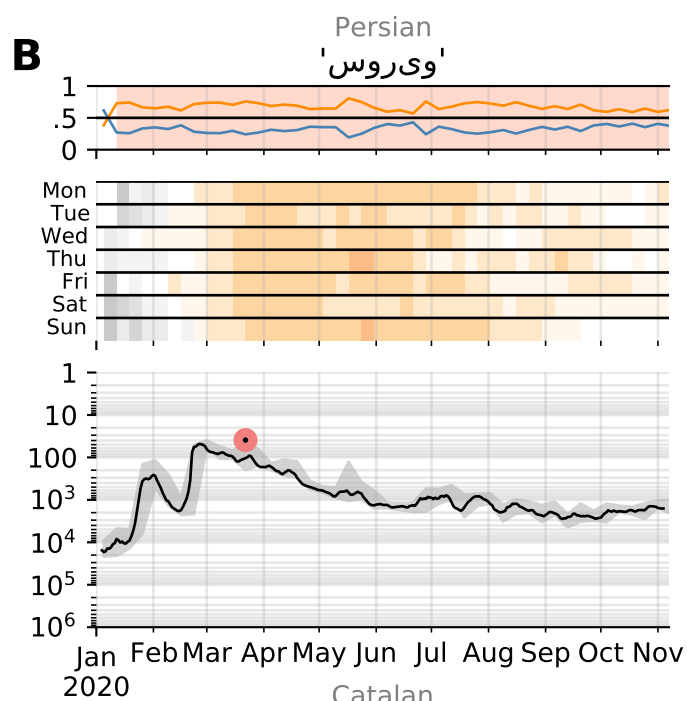 B
Persian
'ویروس'
1
.5
0
Mon
Tue
Wed
Thu
Fri
Sat
Sun
1
10
100
10³
10⁴
10⁵
10⁶
Jan Feb Mar Apr May Jun Jul Aug Sep Oct Nov
2020
Catalan